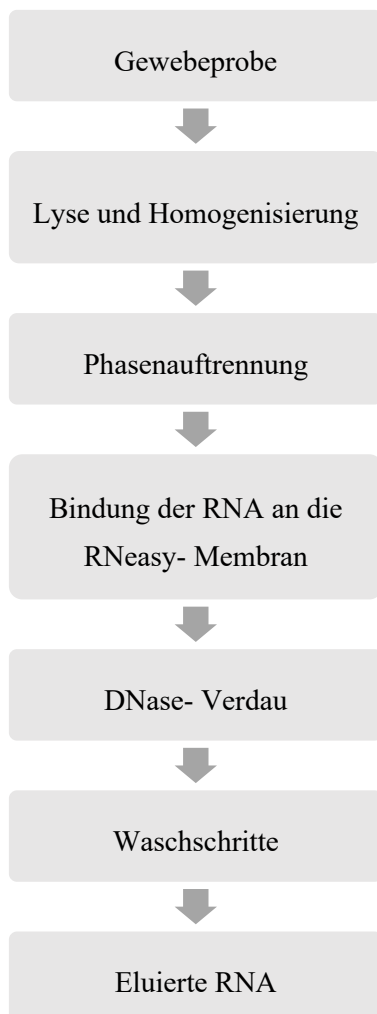 Gewebeprobe
Lyse und Homogenisierung
Phasenauftrennung
Bindung der RNA an die
RNeasy- Membran
DNase- Verdau
Waschschritte
Eluierte RNA